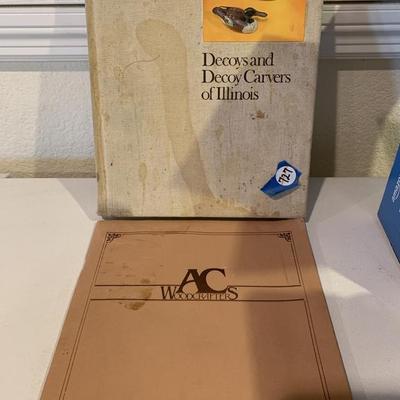 Decoys and
Decoy Carvers
of Illinois
727
AC
WOODCRAFTERS